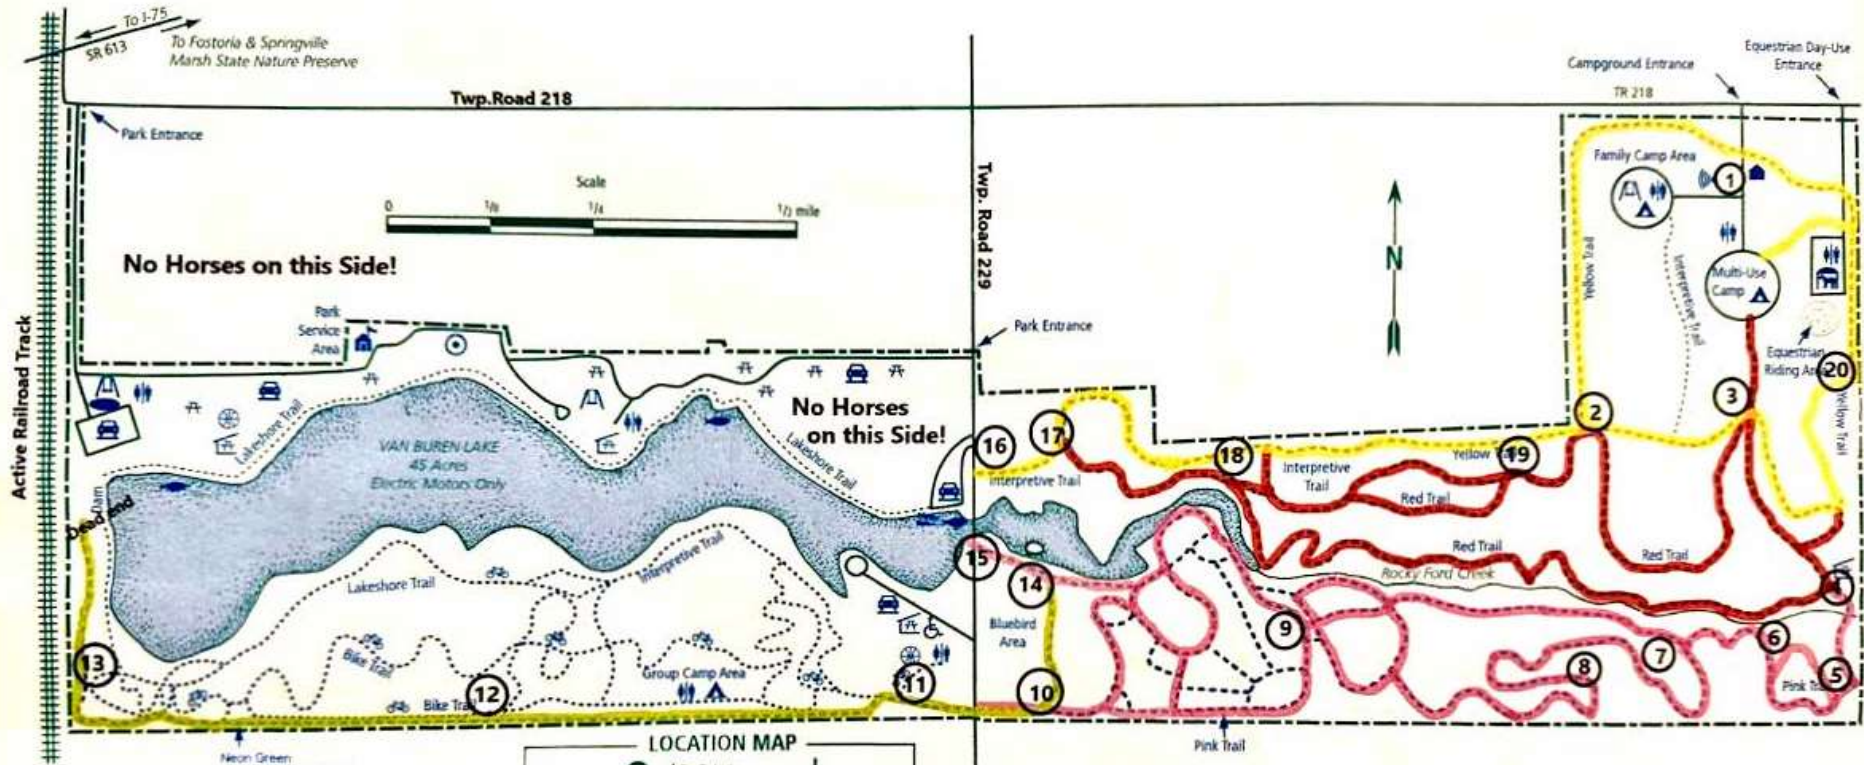 To I-75
SR 613
To Fostoria & Springville
Marsh State Nature Preserve
Equestrian Day-Use
Entrance
Campground Entrance
TR 218
Twp.Road 218
Park Entrance
Family Camp Area
1
Scale
0
1/8
1/4
1/2 mile
Twp. Road 229
No Horses on this Side!
N
Yellow Trail
Interpretive Trail
Multi-Use
Camp
Park
Service
Area
Park Entrance
Equestrian
Riding Area
20
Active Railroad Track
No Horses
on this Side!
2
3
Yellow Trail
Lakeshore Trail
VAN BUREN LAKE
45 Acres
Electric Motors Only
Lakeshore Trail
16
17
18
19
Yellow
Interpretive Trail
Interpretive
Trail
Red Trail
Dam
Dead end
Interpretive Trail
Lakeshore Trail
15
14
Red Trail
Red Trail
Rocky Ford Creek
4
Bluebird
Area
9
6
7
8
5
Pink
13
Bike Trail
Group Camp Area
12
Bike
11
10
LOCATION MAP
Pink Trail
Neon Green